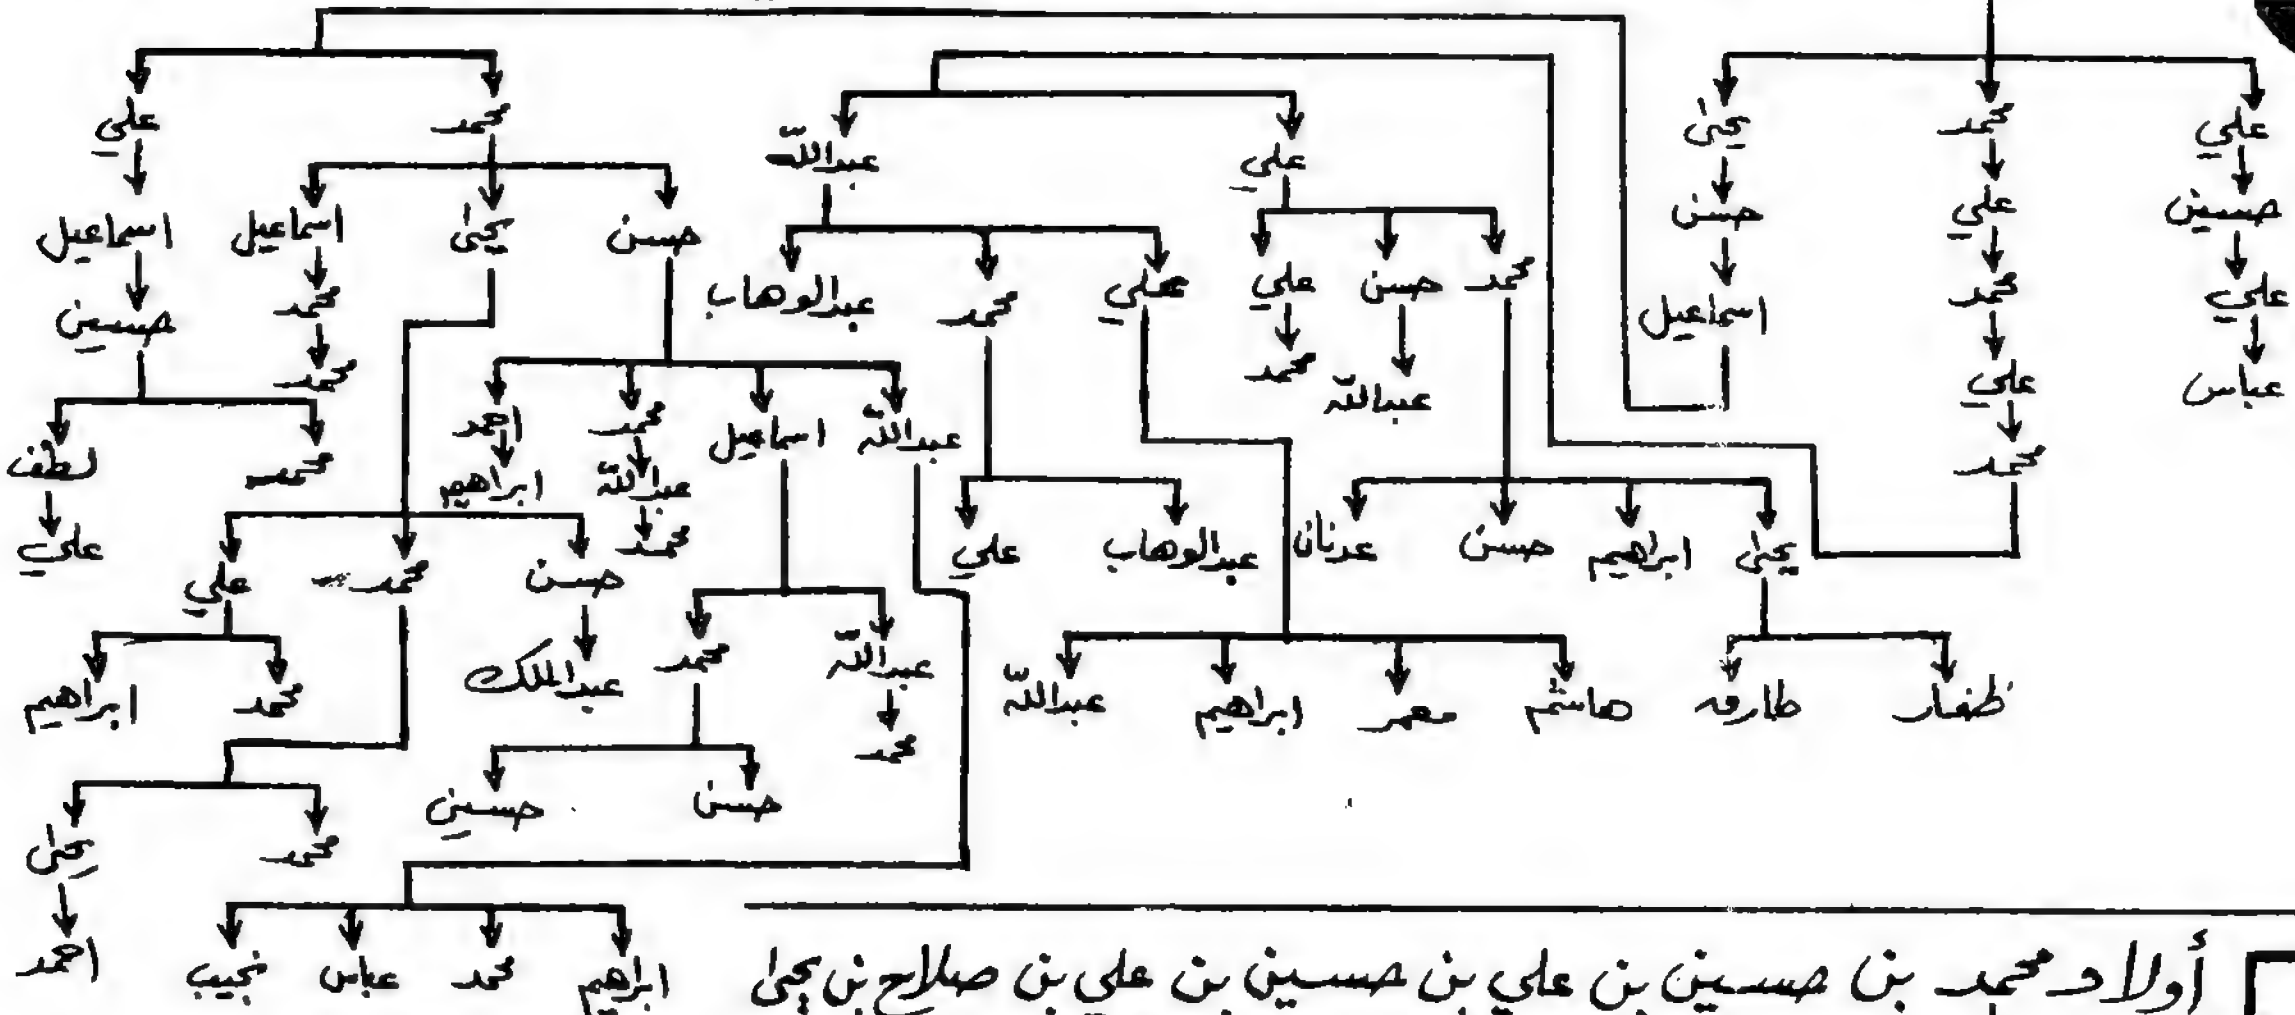 علي محمد يحيى محمد علي
عبدالله علي
حسين علي حسن
حسن يحيى اسماعيل اسماعيل
محمد حسن علي علي محمد عبدالوهاب
علي محمد اسماعيل محمد حسين
عباس علي محمد عبدالله محمد
محمد عبدالله اسماعيل محمد احمد محمد لطف
عبدالله ابراهيم
يحيى ابراهيم حسن عدنان عبدالوهاب علي محمد علي
حسن محمد علي
ظفار طارق هاشم معمر ابراهيم عبدالله عبدالله محمد عبدالملك محمد ابراهيم
محمد
حسن حسين
محمد يحيى
ابراهيم محمد عباس نجيب احمد
أولاد محمد بن حسين بن علي بن حسين بن علي بن صلاح بن يحيى